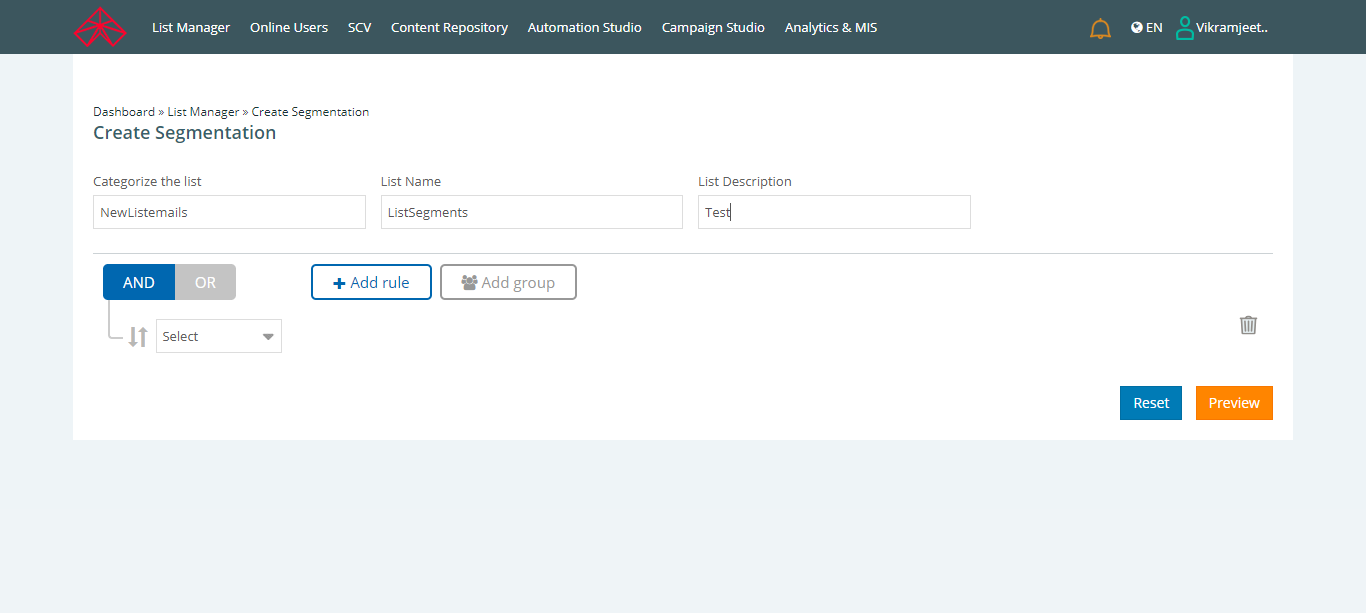 List Manager Online Users SCV Content Repository Automation Studio Campaign Studio Analytics & MIS EN Vikramjeet..
Dashboard » List Manager » Create Segmentation
Create Segmentation
Categorize the list List Name List Description
NewListemails ListSegments Test
AND OR Add rule Add group
Select
Reset Preview